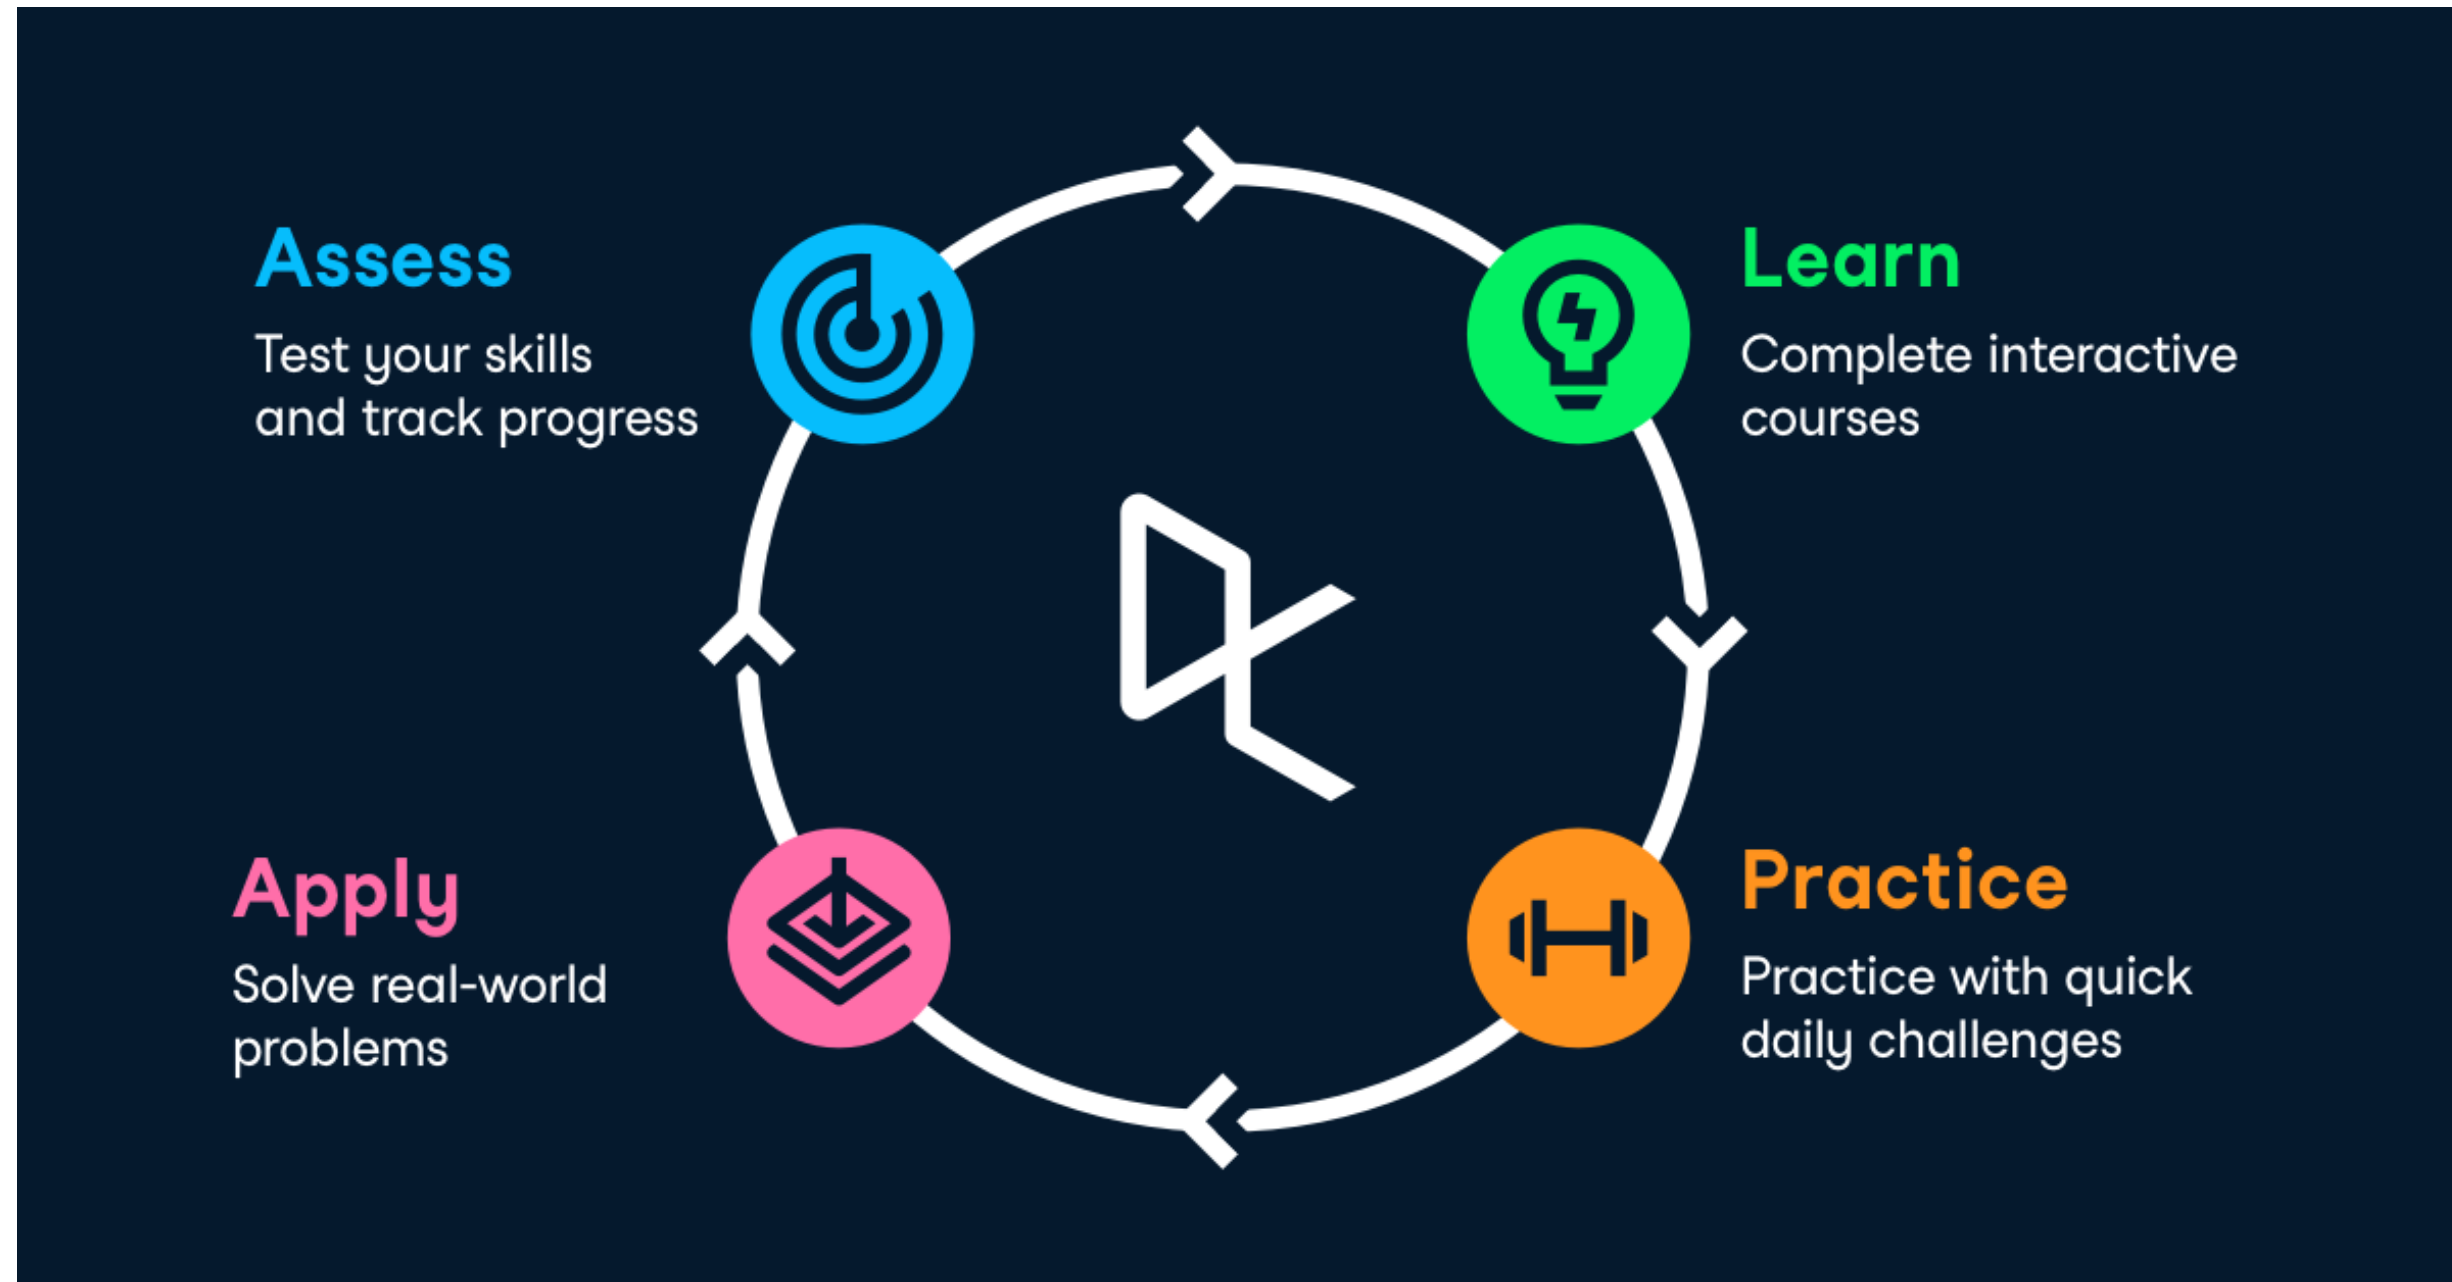 Assess
Test your skills
and track progress
Learn
Complete interactive
courses
Apply
Solve real-world
problems
Practice
Practice with quick
daily challenges